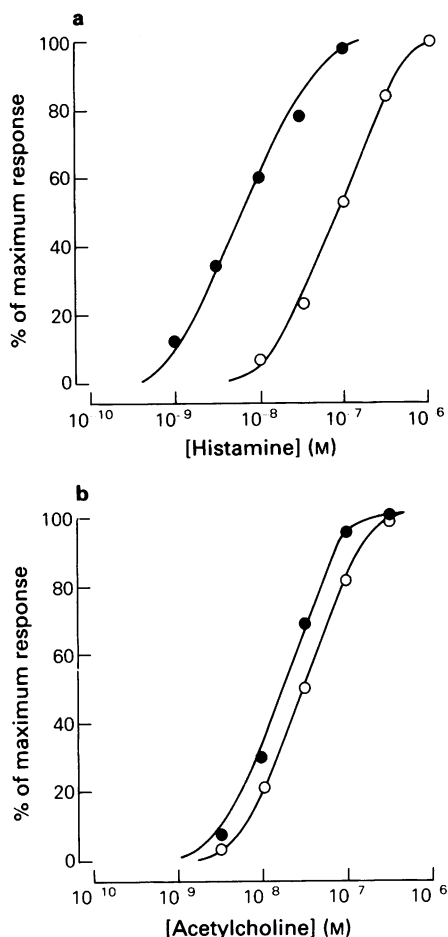 a
100
80
60
40
20
0
% of maximum response
10⁻¹⁰ 10⁻⁹ 10⁻⁸ 10⁻⁷ 10⁻⁶
[Histamine] (M)
b
100
80
60
40
20
0
% of maximum response
10⁻¹⁰ 10⁻⁹ 10⁻⁸ 10⁻⁷ 10⁻⁶
[Acetylcholine] (M)